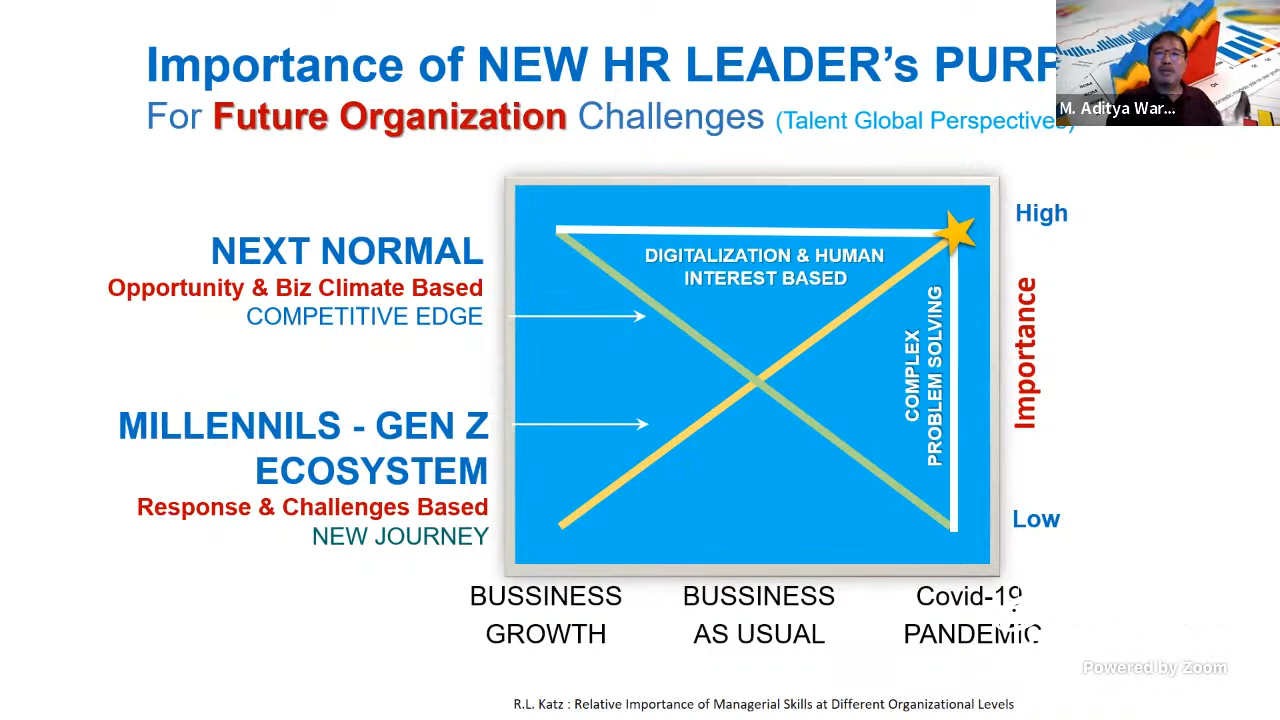 Importance of NEW HR LEADER's PURP
For Future Organization Challenges (Talent Global Perspectives)
M. Aditya War...
NEXT NORMAL
Opportunity & Biz Climate Based
COMPETITIVE EDGE
MILLENNILS - GEN Z
ECOSYSTEM
Response & Challenges Based
NEW JOURNEY
DIGITALIZATION & HUMAN
INTEREST BASED
COMPLEX
PROBLEM SOLVING
High
Importance
Low
BUSSINESS
GROWTH
BUSSINESS
AS USUAL
Covid-19
PANDEMIC
Powered by Zoom
R.L. Katz : Relative Importance of Managerial Skills at Different Organizational Levels